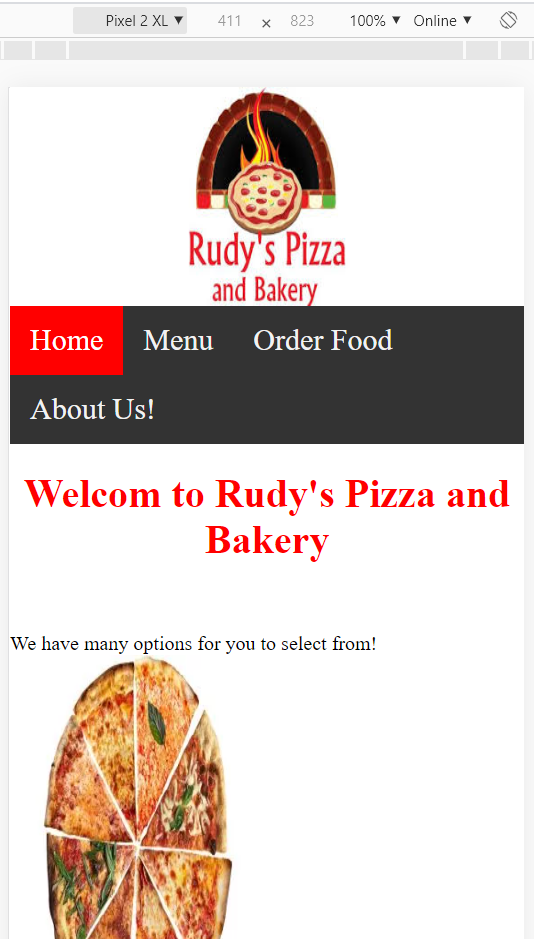 Pixel 2 XL ▼ 411 × 823 100% ▼ Online ▼
Rudy's Pizza
and Bakery
Home Menu Order Food
About Us!
Welcom to Rudy's Pizza and
Bakery
We have many options for you to select from!